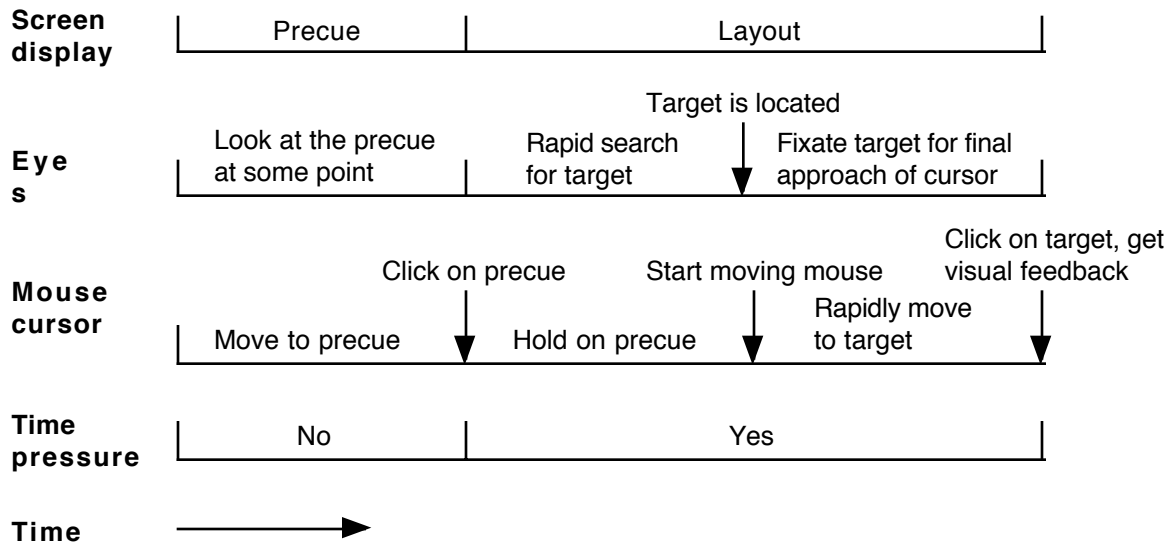 Screen
display
Precue
Layout
Target is located
Eye
s
Look at the precue
at some point
Rapid search
for target
Fixate target for final
approach of cursor
Click on target, get
visual feedback
Click on precue
Start moving mouse
Mouse
cursor
Move to precue
Hold on precue
Rapidly move
to target
Time
pressure
No
Yes
Time